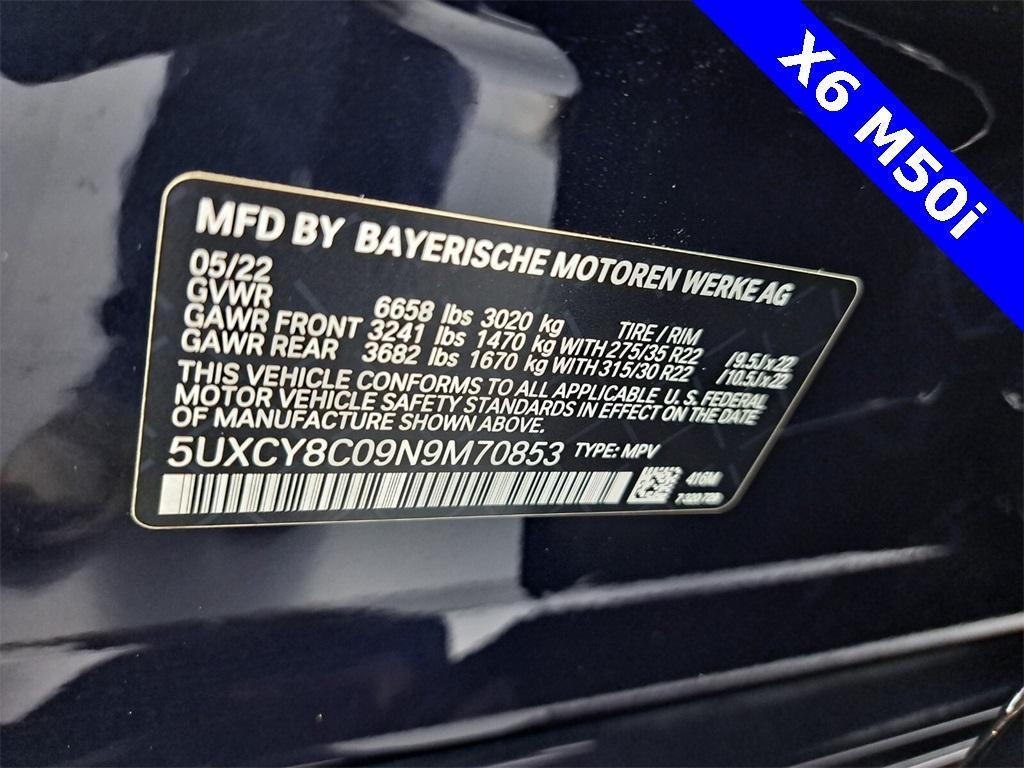 X6 M50i
MFD BY BAYERISCHE MOTOREN WERKE AG
05/22
GVWR 6658 lbs 3020 kg TIRE / RIM
GAWR FRONT 3241 lbs 1470 kg WITH 275/35 R22 /9.5Jx22
GAWR REAR 3682 lbs 1670 kg WITH 315/30 R22 /10.5Jx22
THIS VEHICLE CONFORMS TO ALL APPLICABLE U.S. FEDERAL
MOTOR VEHICLE SAFETY STANDARDS IN EFFECT ON THE DATE
OF MANUFACTURE SHOWN ABOVE.
5UXCY8C09N9M70853 TYPE: MPV
416M
7 320 720